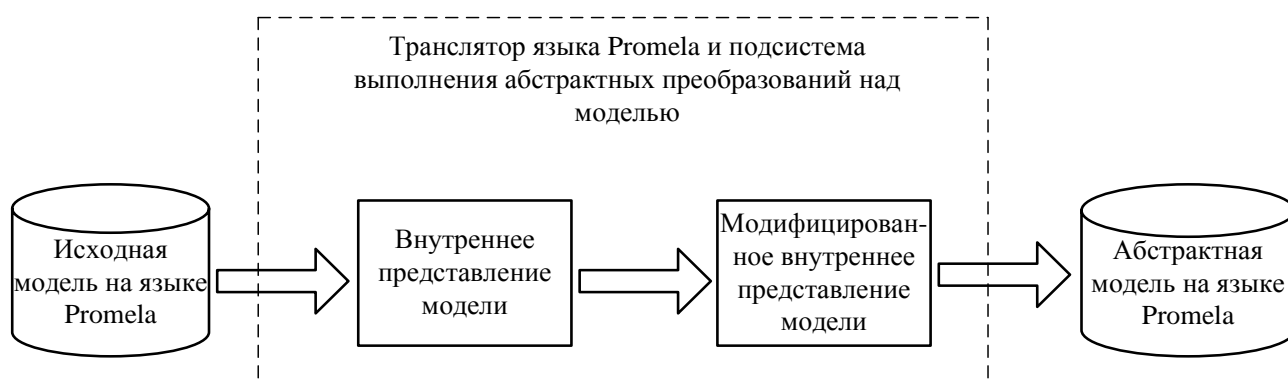 Транслятор языка Promela и подсистема
выполнения абстрактных преобразований над
моделью
Исходная
модель на языке
Promela
Внутреннее
представление
модели
Модифицирован-
ное внутреннее
представление
модели
Абстрактная
модель на языке
Promela